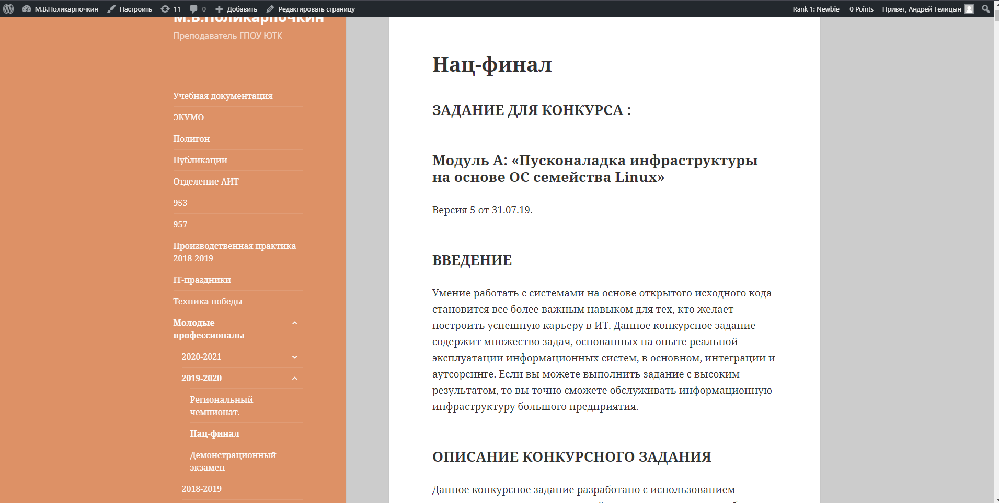 М.В.Поликарпочкин Настроить 11 0 Добавить Редактировать страницу Rank 1: Newbie 0 Points Привет, Андрей Телицын
М.В.Поликарпочкин
Преподаватель ГПОУ ЮТК
Учебная документация
ЭКУМО
Полигон
Публикации
Отделение АИТ
953
957
Производственная практика
2018-2019
IT-праздники
Техника победы
Молодые
профессионалы
2020-2021
2019-2020
Региональный
чемпионат.
Нац-финал
Демонстрационный
экзамен
2018-2019
Нац-финал
ЗАДАНИЕ ДЛЯ КОНКУРСА :
Модуль А: «Пусконаладка инфраструктуры
на основе ОС семейства Linux»
Версия 5 от 31.07.19.
ВВЕДЕНИЕ
Умение работать с системами на основе открытого исходного кода
становится все более важным навыком для тех, кто желает
построить успешную карьеру в ИТ. Данное конкурсное задание
содержит множество задач, основанных на опыте реальной
эксплуатации информационных систем, в основном, интеграции и
аутсорсинге. Если вы можете выполнить задание с высоким
результатом, то вы точно сможете обслуживать информационную
инфраструктуру большого предприятия.
ОПИСАНИЕ КОНКУРСНОГО ЗАДАНИЯ
Данное конкурсное задание разработано с использованием